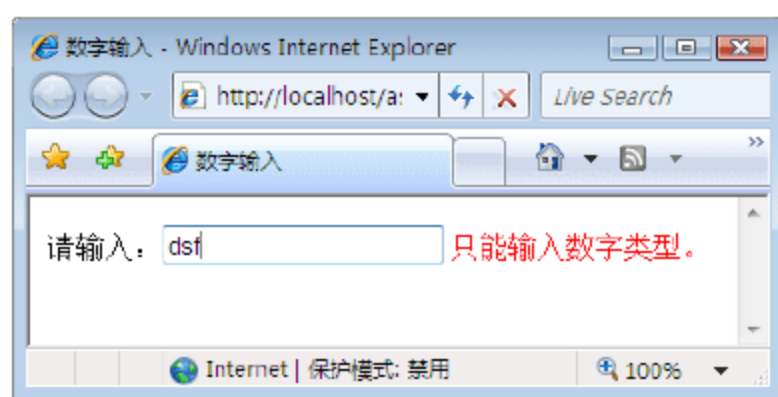 数字输入 - Windows Internet Explorer
http://localhost/a: Live Search
数字输入
请输入： dsf 只能输入数字类型。
Internet | 保护模式: 禁用 100%